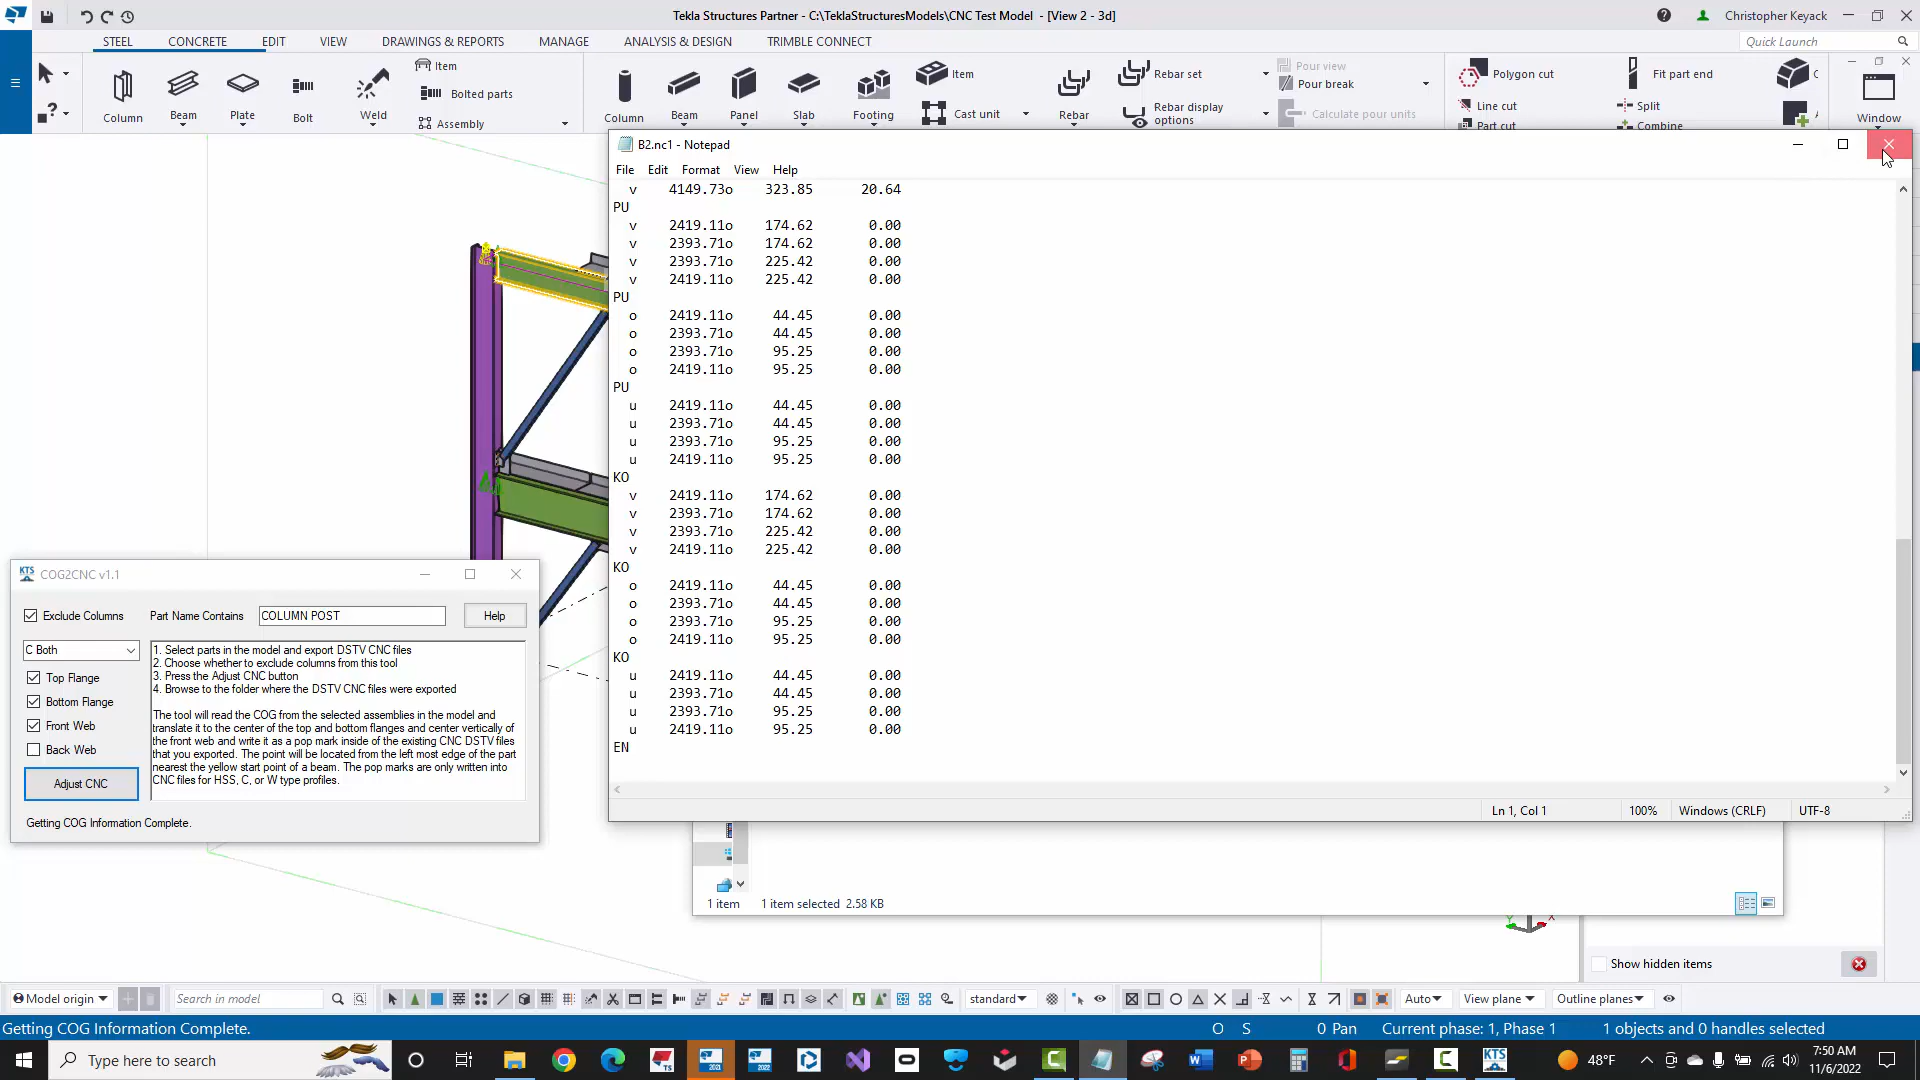 Tekla Structures Partner - C:\TeklaStructuresModels\CNC Test Model - [View 2 - 3d]
Christopher Keyack
STEEL CONCRETE EDIT VIEW DRAWINGS & REPORTS MANAGE ANALYSIS & DESIGN TRIMBLE CONNECT
Quick Launch
Column Beam Plate Bolt Weld
Item
Bolted parts
Assembly
Column Beam Panel Slab Footing
Item
Cast unit
Rebar
Rebar set
Rebar display options
Pour view
Pour break
Calculate pour units
Polygon cut
Line cut
Part cut
Fit part end
Split
Combine
Window
B2.nc1 - Notepad
File Edit Format View Help
v 4149.73o 323.85 20.64
PU
v 2419.11o 174.62 0.00
v 2393.71o 174.62 0.00
v 2393.71o 225.42 0.00
v 2419.11o 225.42 0.00
PU
o 2419.11o 44.45 0.00
o 2393.71o 44.45 0.00
o 2393.71o 95.25 0.00
o 2419.11o 95.25 0.00
PU
u 2419.11o 44.45 0.00
u 2393.71o 44.45 0.00
u 2393.71o 95.25 0.00
u 2419.11o 95.25 0.00
KO
v 2419.11o 174.62 0.00
v 2393.71o 174.62 0.00
v 2393.71o 225.42 0.00
v 2419.11o 225.42 0.00
KO
o 2419.11o 44.45 0.00
o 2393.71o 44.45 0.00
o 2393.71o 95.25 0.00
o 2419.11o 95.25 0.00
KO
u 2419.11o 44.45 0.00
u 2393.71o 44.45 0.00
u 2393.71o 95.25 0.00
u 2419.11o 95.25 0.00
EN
Ln 1, Col 1 100% Windows (CRLF) UTF-8
KTS COG2CNC v1.1
Exclude Columns Part Name Contains COLUMN POST Help
C Both
Top Flange
Bottom Flange
Front Web
Back Web
Adjust CNC
1. Select parts in the model and export DSTV CNC files
2. Choose whether to exclude columns from this tool
3. Press the Adjust CNC button
4. Browse to the folder where the DSTV CNC files were exported
The tool will read the COG from the selected assemblies in the model and
translate it to the center of the top and bottom flanges and center vertically of
the front web and write it as a pop mark inside of the existing CNC DSTV files
that you exported. The point will be located from the left most edge of the part
nearest the yellow start point of a beam. The pop marks are only written into
CNC files for HSS, C, or W type profiles.
Getting COG Information Complete.
1 item 1 item selected 2.58 KB
Show hidden items
Model origin Search in model standard Auto View plane Outline planes
Getting COG Information Complete.
O S 0 Pan Current phase: 1, Phase 1 1 objects and 0 handles selected
Type here to search
2021 2022 KTS
48°F
7:50 AM
11/6/2022